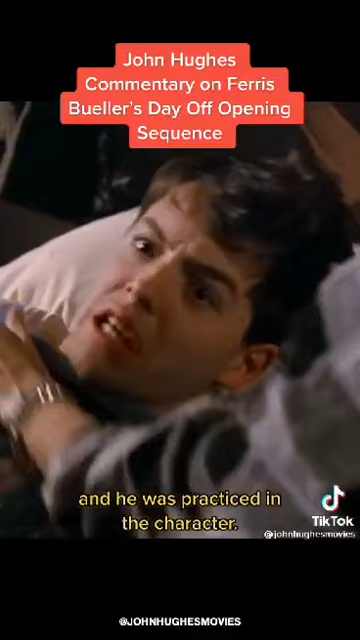 John Hughes
Commentary on Ferris
Bueller's Day Off Opening
Sequence
and he was practiced in
the character.
TikTok
@johnhughesmovies
@JOHNHUGHESMOVIES